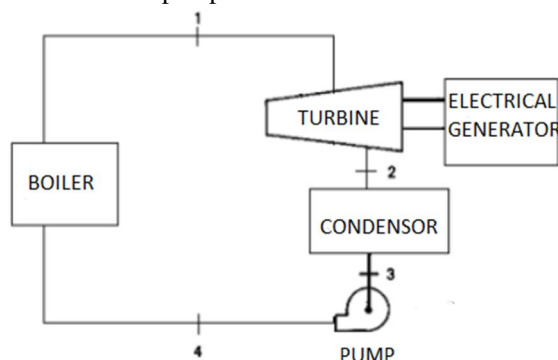 1
TURBINE
ELECTRICAL
GENERATOR
BOILER
2
CONDENSOR
3
4
PUMP